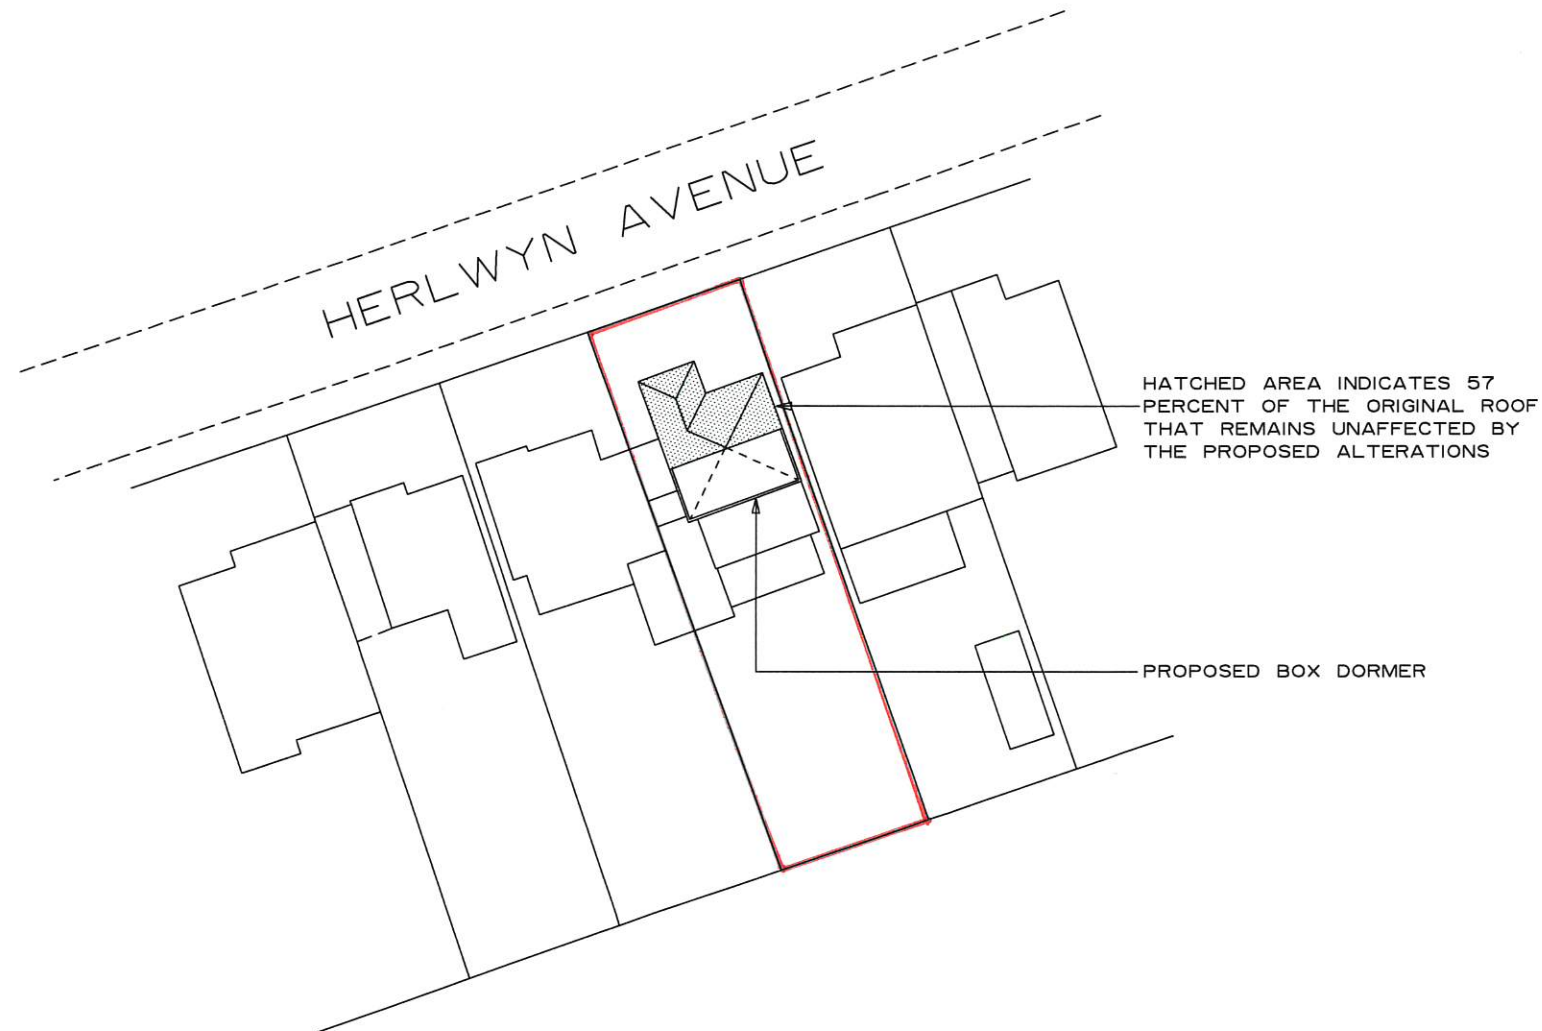 HERLWYN AVENUE
HATCHED AREA INDICATES 57
PERCENT OF THE ORIGINAL ROOF
THAT REMAINS UNAFFECTED BY
THE PROPOSED ALTERATIONS
PROPOSED BOX DORMER